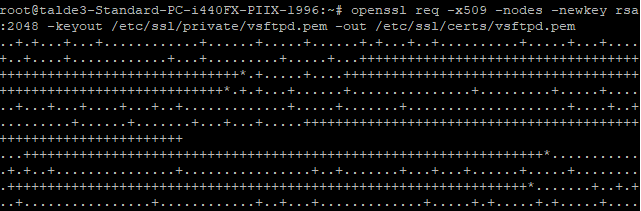 root@talde3-Standard-PC-i440FX-PIIX-1996:~# openssl req -x509 -nodes -newkey rsa
:2048 -keyout /etc/ssl/private/vsftpd.pem -out /etc/ssl/certs/vsftpd.pem